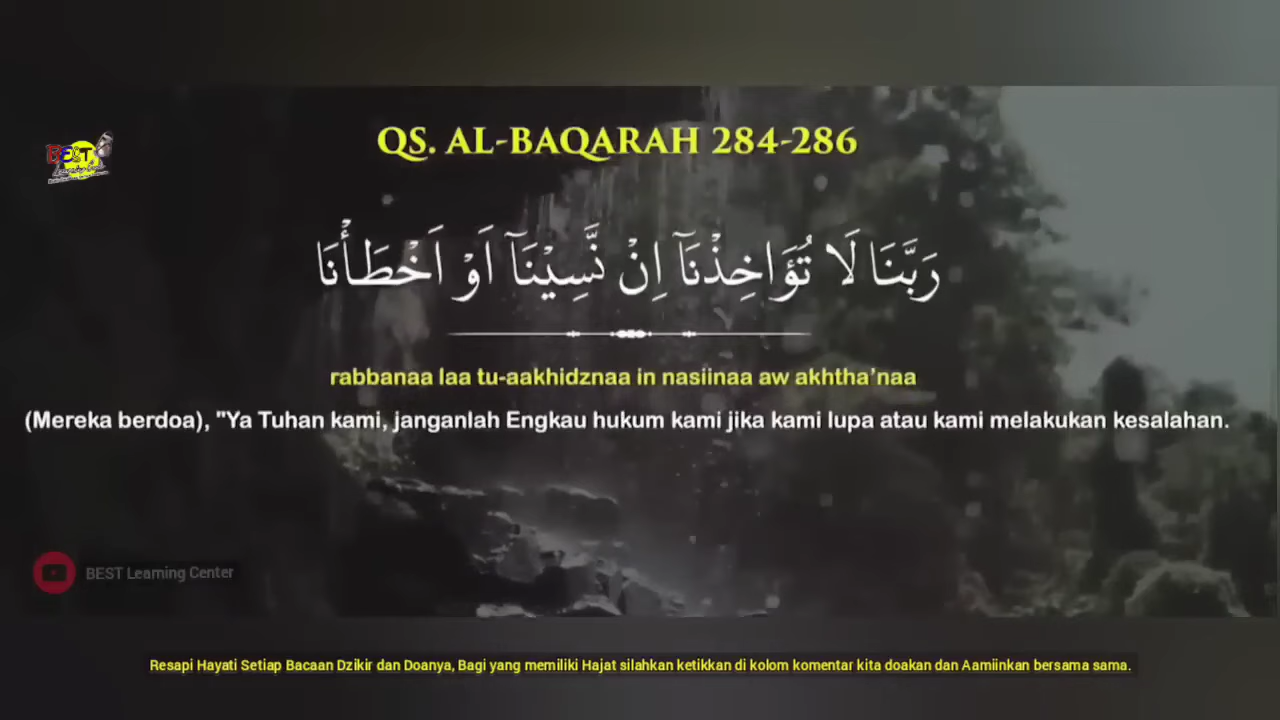 QS. AL-BAQARAH 284-286
BEST
رَبَّنَا لَا تُؤَاخِذْنَآ اِنْ نَّسِيْنَآ اَوْ اَخْطَأْنَا
rabbanaa laa tu-aakhidznaa in nasiinaa aw akhtha’naa
(Mereka berdoa), "Ya Tuhan kami, janganlah Engkau hukum kami jika kami lupa atau kami melakukan kesalahan.
BEST Learning Center
Resapi Hayati Setiap Bacaan Dzikir dan Doanya, Bagi yang memiliki Hajat silahkan ketikkan di kolom komentar kita doakan dan Aamiinkan bersama sama.